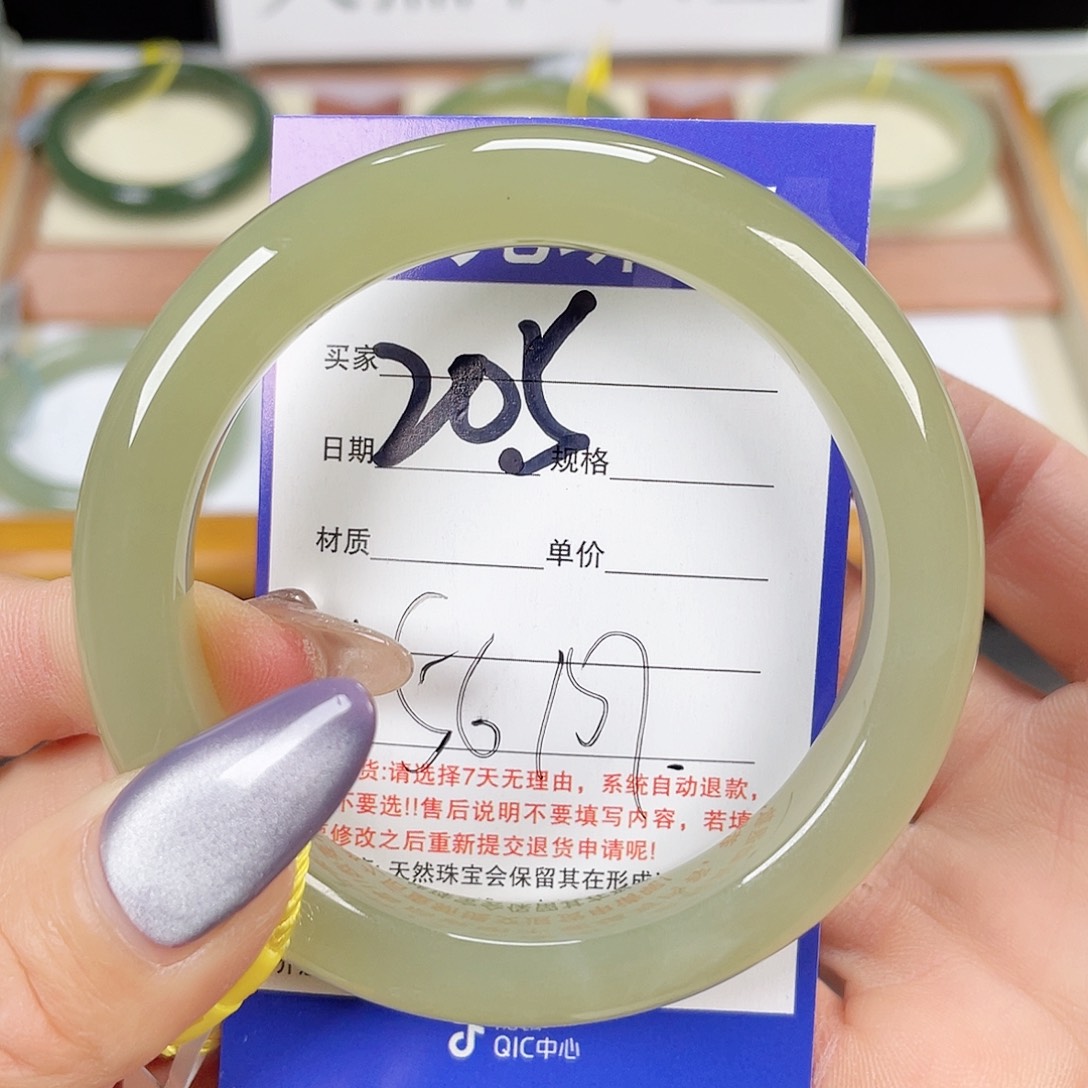 买家
20.5
日期 规格
材质 单价
货:请选择7天无理由，系统自动退款，
不要选!!售后说明不要填写内容，若填
修改之后重新提交退货申请呢!
天然珠宝会保留其在形成
QIC中心